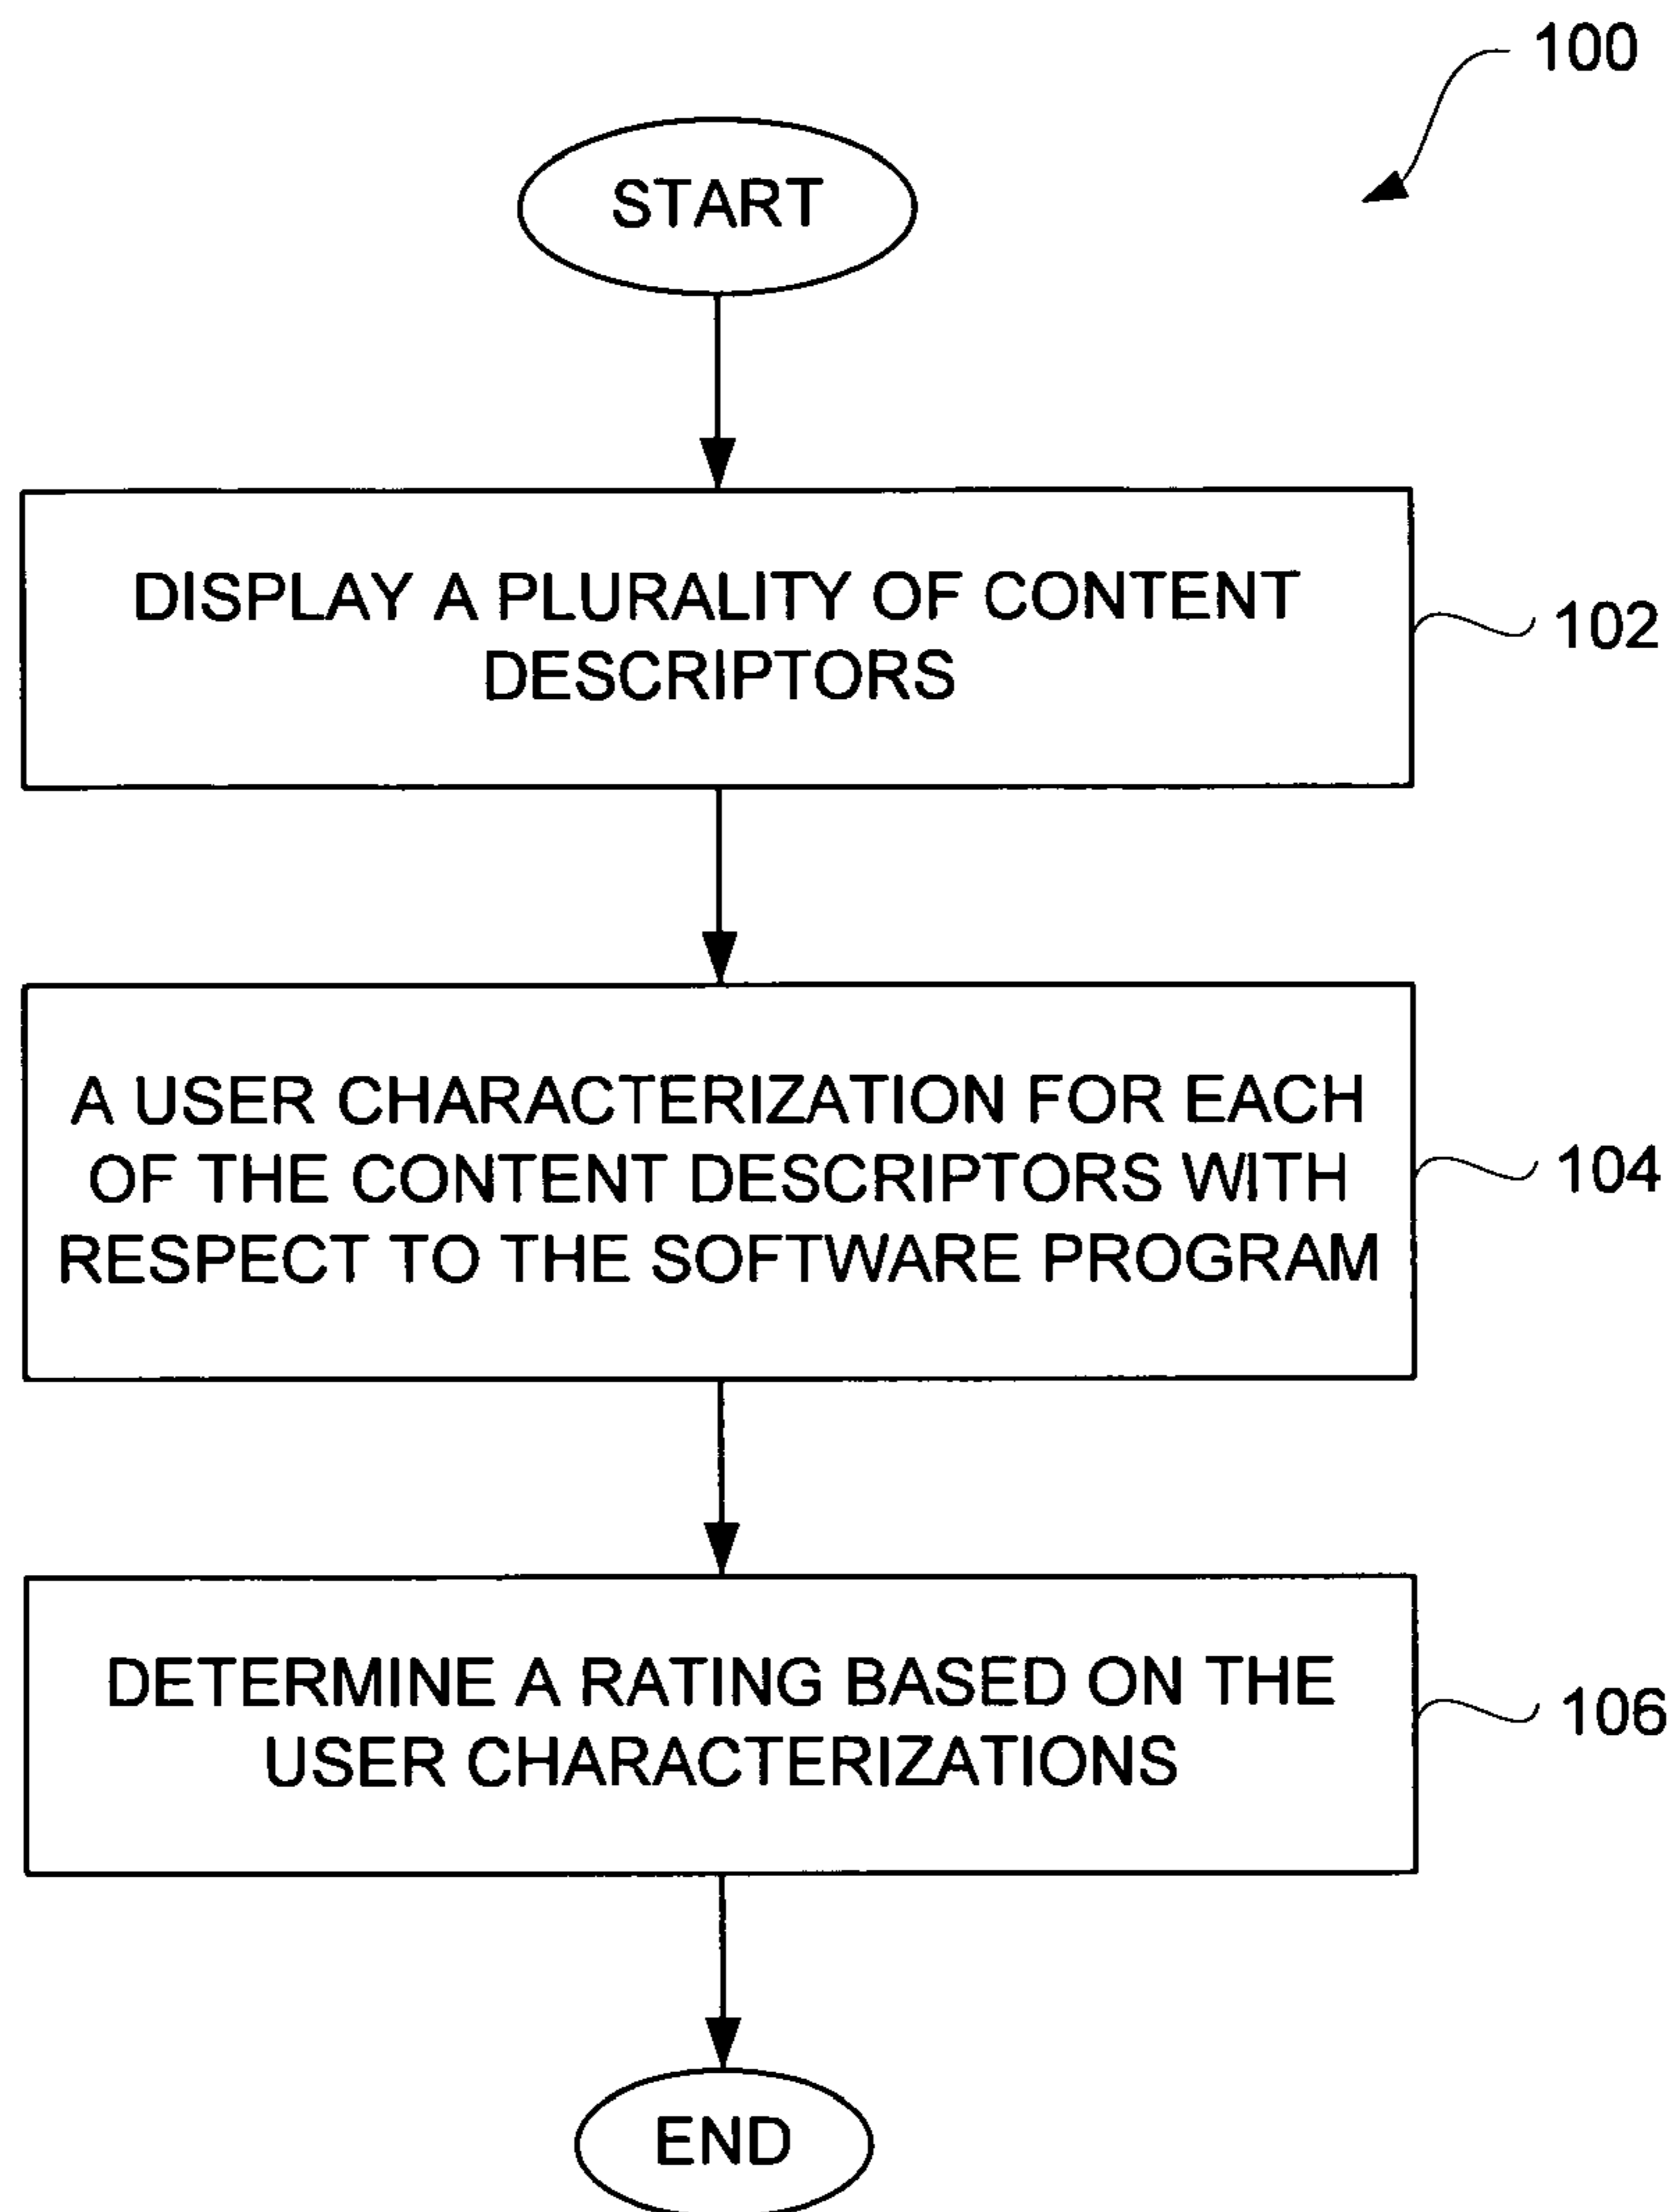 100
START
DISPLAY A PLURALITY OF CONTENT
DESCRIPTORS
102
A USER CHARACTERIZATION FOR EACH
OF THE CONTENT DESCRIPTORS WITH
RESPECT TO THE SOFTWARE PROGRAM
104
DETERMINE A RATING BASED ON THE
USER CHARACTERIZATIONS
106
END